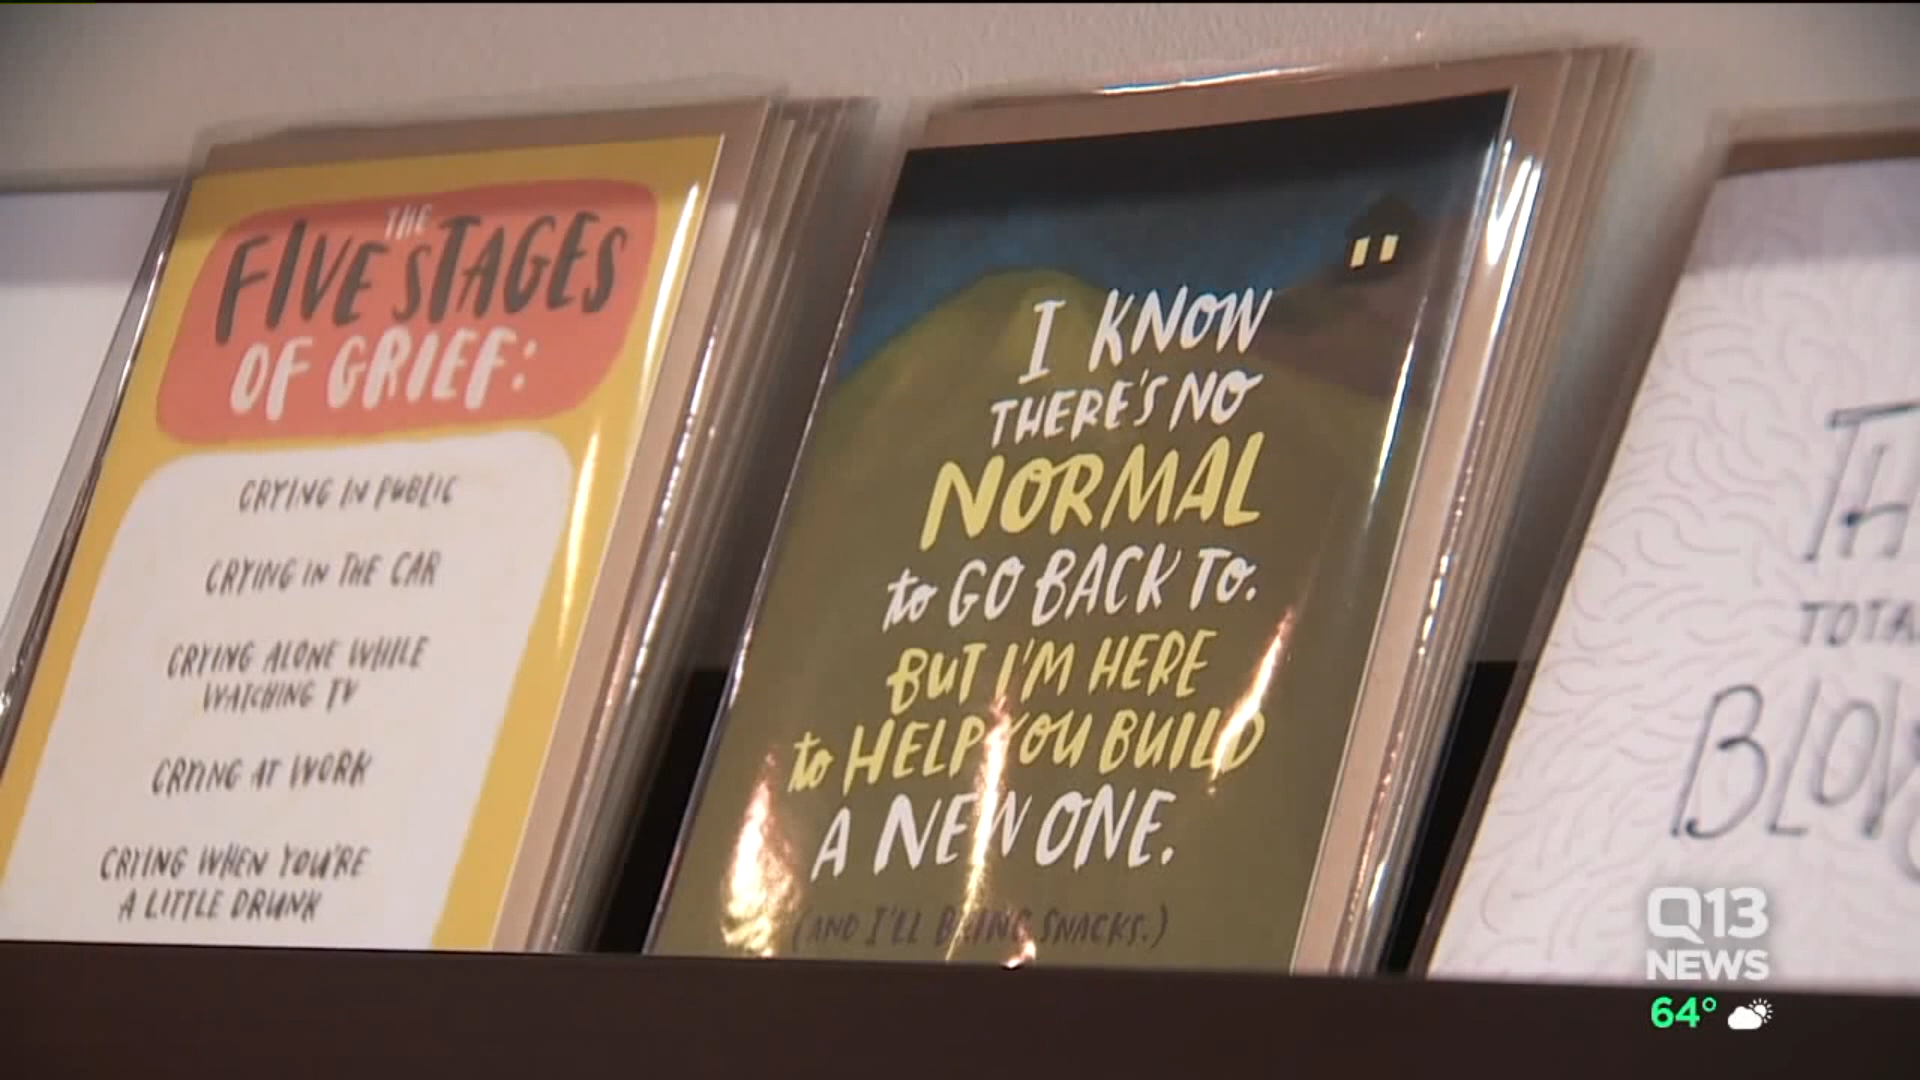 THE
FIVE STAGES
OF GRIEF:
CRYING IN PUBLIC
CRYING IN THE CAR
CRYING ALONE WHILE
WATCHING TV
CRYING AT WORK
CRYING WHEN YOU'RE
A LITTLE DRUNK
I KNOW
THERE'S NO
NORMAL
to GO BACK TO.
BUT I'M HERE
to HELP YOU BUILD
A NEW ONE.
(AND I'LL BRING SNACKS.)
Q13
NEWS
64°